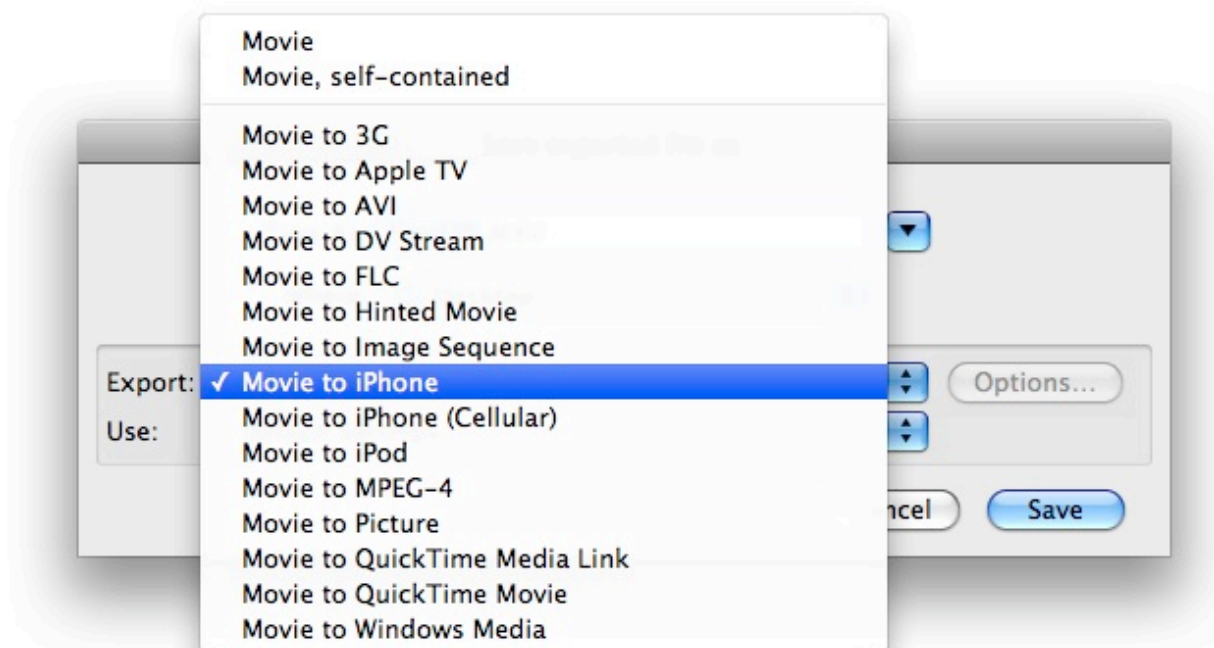 Movie
Movie, self-contained
Movie to 3G
Movie to Apple TV
Movie to AVI
Movie to DV Stream
Movie to FLC
Movie to Hinted Movie
Movie to Image Sequence
Export: ✓ Movie to iPhone Options...
Movie to iPhone (Cellular)
Use:
Movie to iPod
Movie to MPEG-4
Movie to Picture
ncel Save
Movie to QuickTime Media Link
Movie to QuickTime Movie
Movie to Windows Media